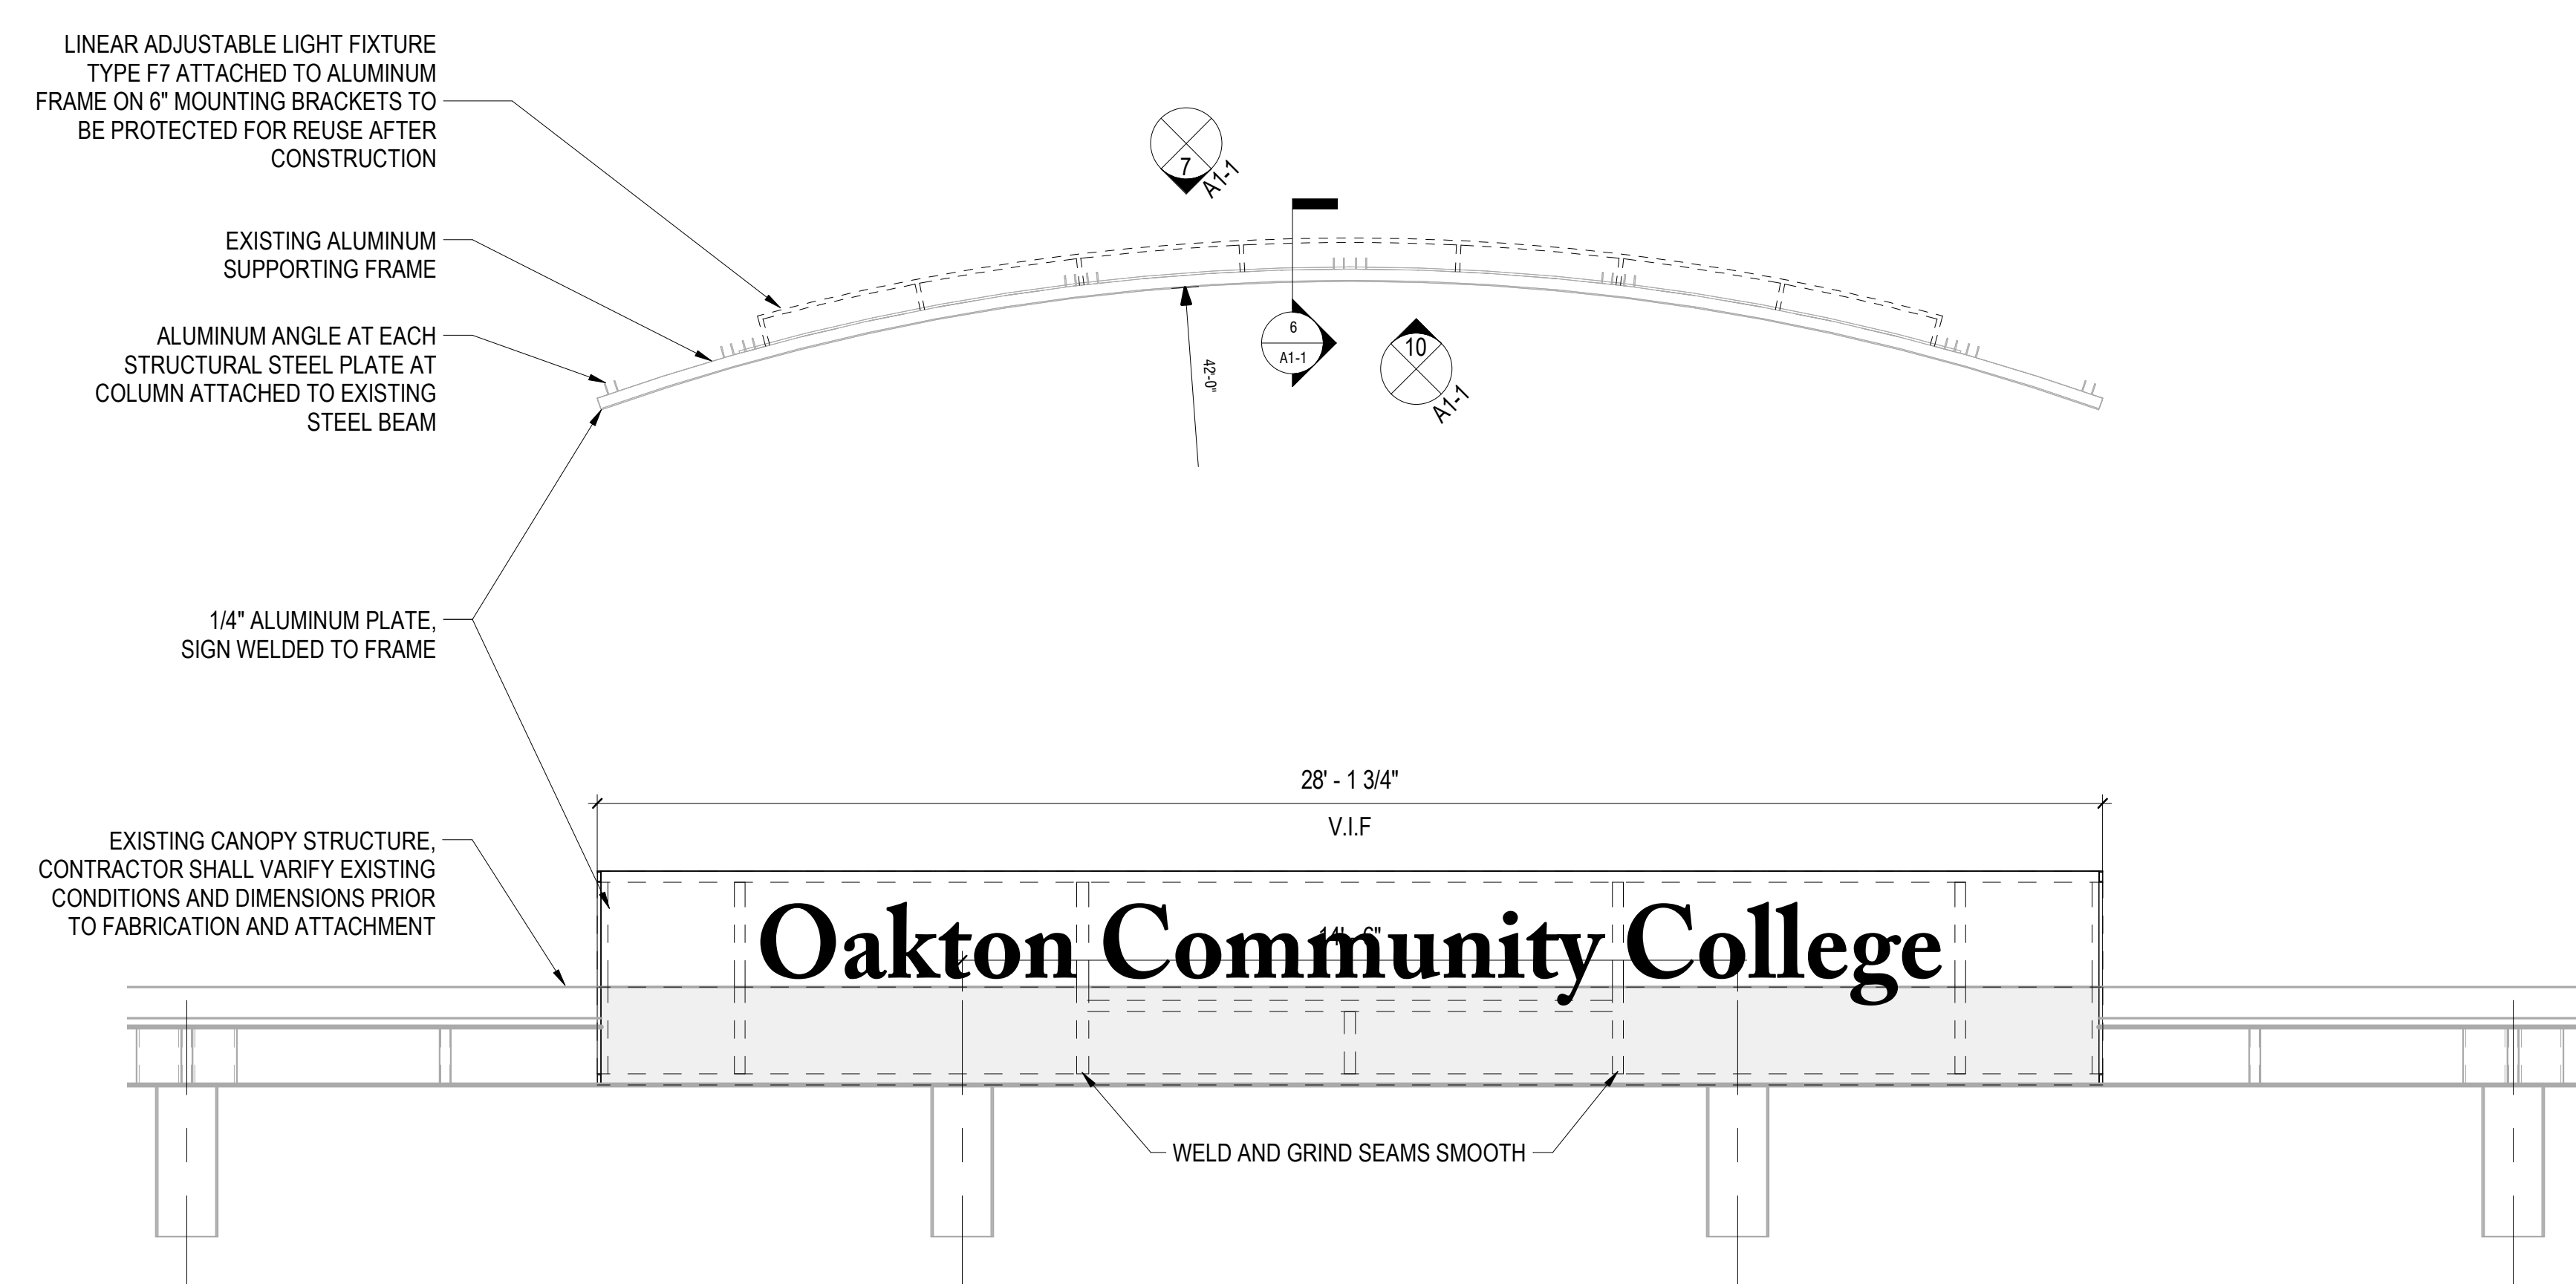 LINEAR ADJUSTABLE LIGHT FIXTURE
TYPE F7 ATTACHED TO ALUMINUM
FRAME ON 6" MOUNTING BRACKETS TO
BE PROTECTED FOR REUSE AFTER
CONSTRUCTION
7
A1-1
EXISTING ALUMINUM
SUPPORTING FRAME
6
A1-1
10
A1-1
42'-0"
ALUMINUM ANGLE AT EACH
STRUCTURAL STEEL PLATE AT
COLUMN ATTACHED TO EXISTING
STEEL BEAM
1/4" ALUMINUM PLATE,
SIGN WELDED TO FRAME
28' - 1 3/4"
V.I.F
EXISTING CANOPY STRUCTURE,
CONTRACTOR SHALL VARIFY EXISTING
CONDITIONS AND DIMENSIONS PRIOR
TO FABRICATION AND ATTACHMENT
Oakton Community College
14' - 6"
WELD AND GRIND SEAMS SMOOTH